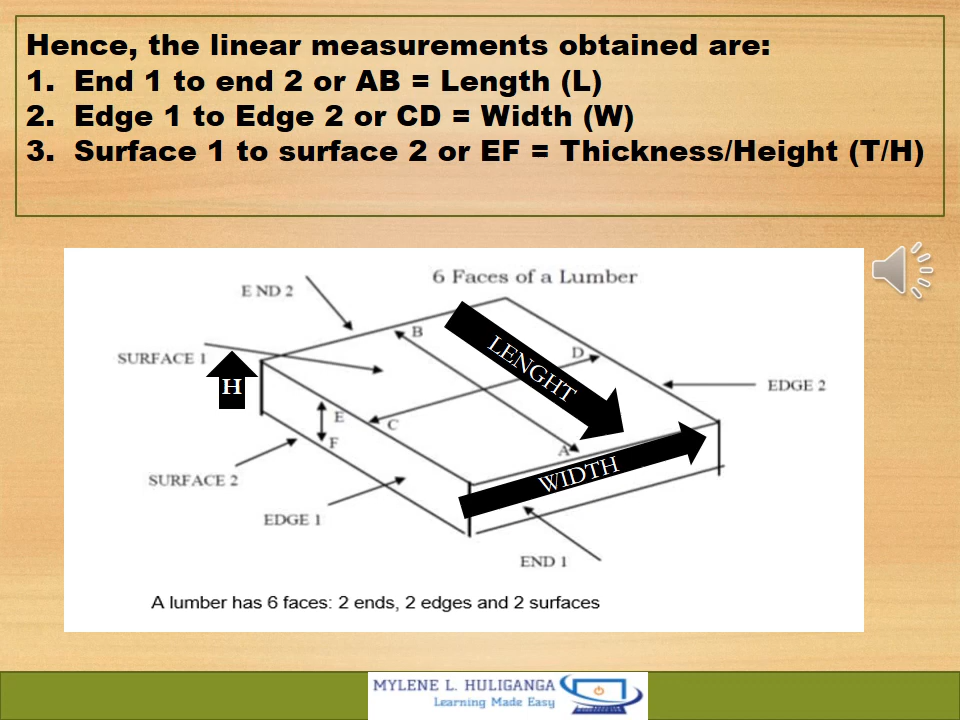 Hence, the linear measurements obtained are:
1. End 1 to end 2 or AB = Length (L)
2. Edge 1 to Edge 2 or CD = Width (W)
3. Surface 1 to surface 2 or EF = Thickness/Height (T/H)
6 Faces of a Lumber
E ND 2
B
LENGHT
SURFACE 1
D
H
EDGE 2
E
C
F
A
WIDTH
SURFACE 2
EDGE 1
END 1
A lumber has 6 faces: 2 ends, 2 edges and 2 surfaces
MYLENE L. HULIGANGA
Learning Made Easy